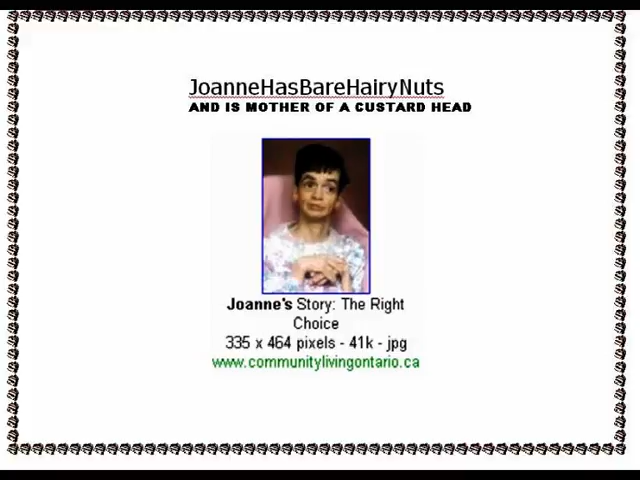 JoanneHasBareHairyNuts
AND IS MOTHER OF A CUSTARD HEAD
Joanne's Story: The Right
Choice
335 x 464 pixels - 41k - jpg
www.communitylivingontario.ca